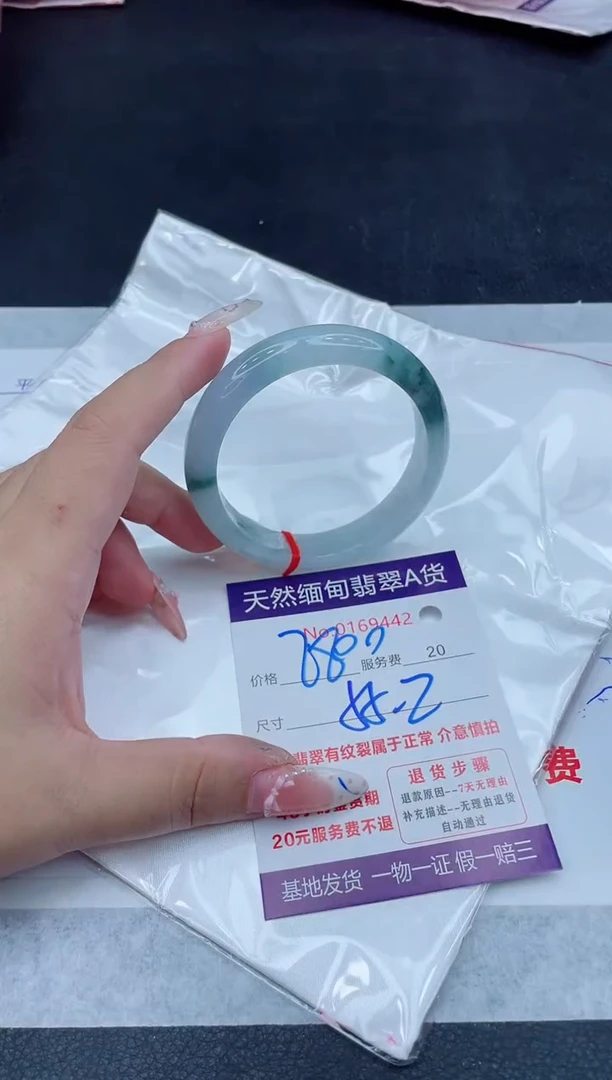 天然缅甸翡翠A货
No.0169442
价格 服务费 20
尺寸
翡翠有纹裂属于正常 介意慎拍
退货步骤
退款原因--7天无理由
补充描述--无理由退货
自动通过
20元服务费不退
基地发货 一物一证 假一赔三
费